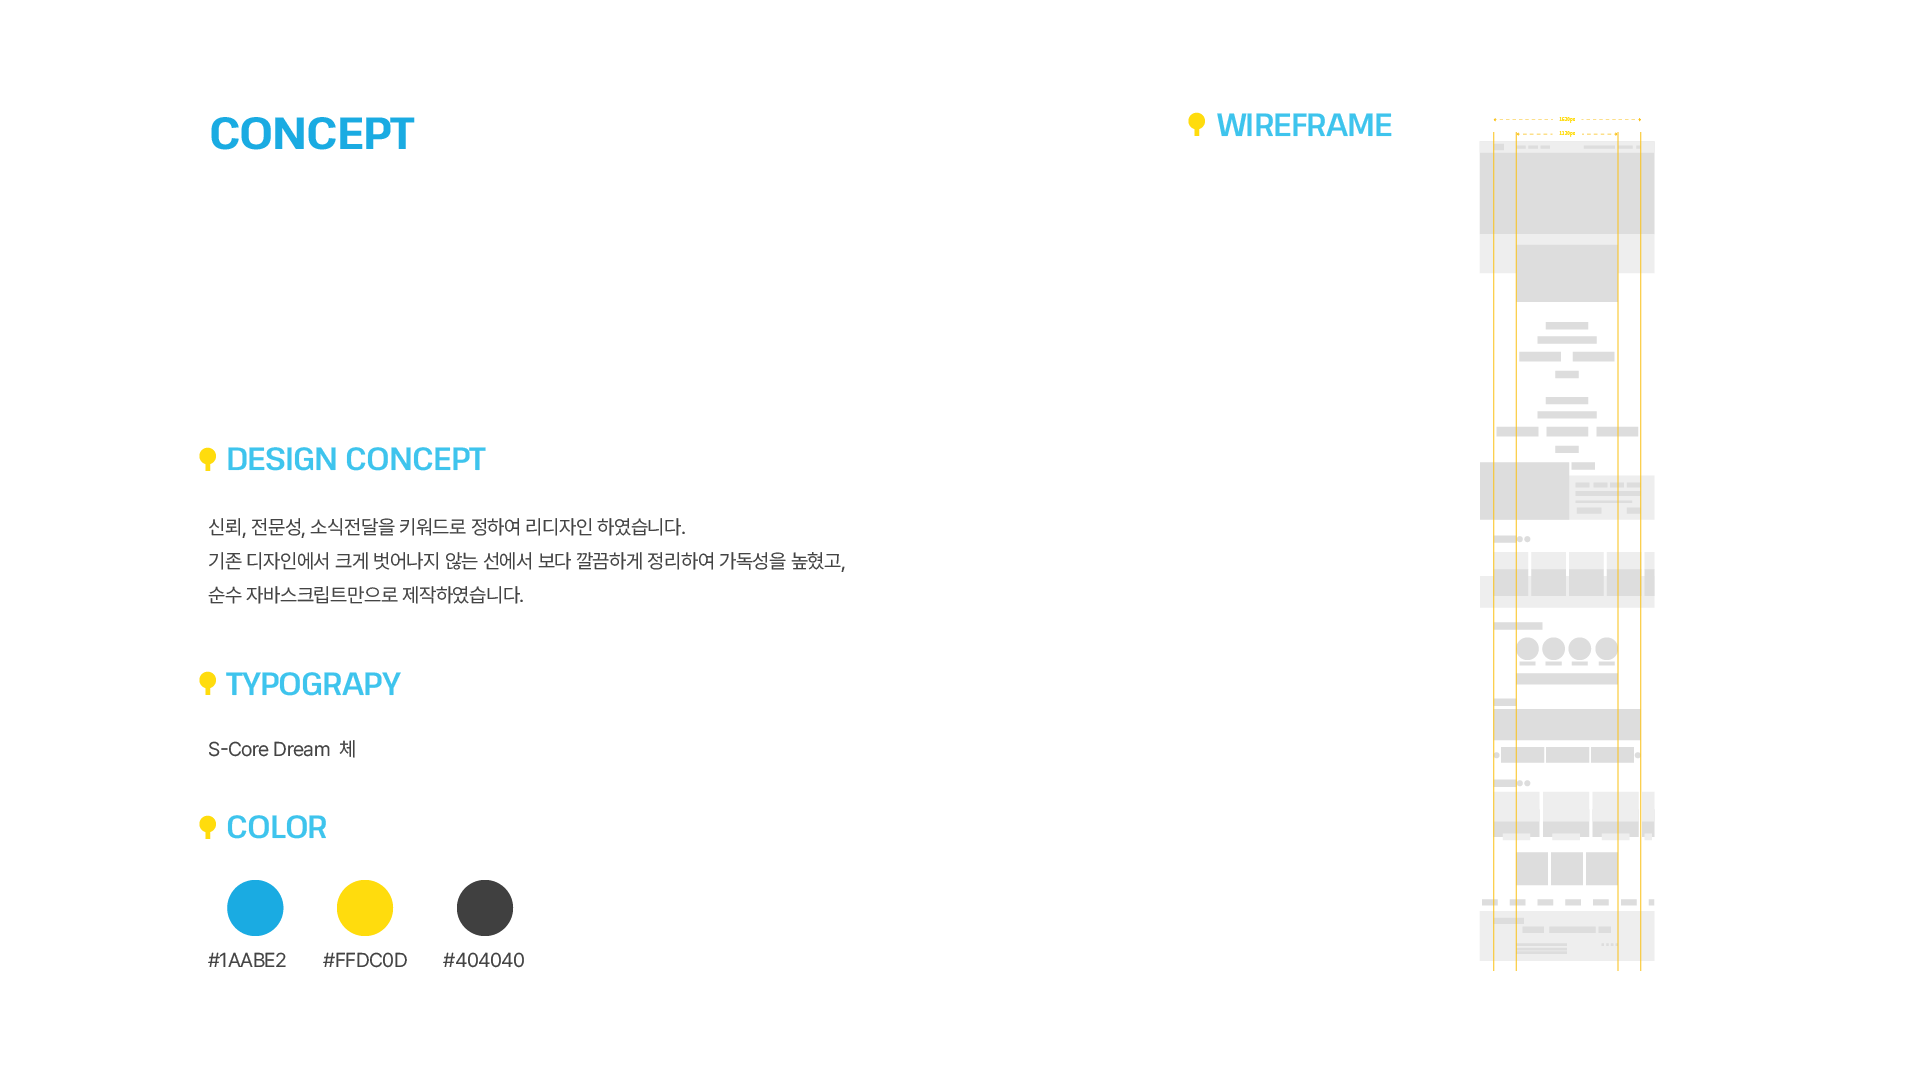 CONCEPT
DESIGN CONCEPT
신뢰, 전문성, 소식전달을 키워드로 정하여 리디자인 하였습니다.
기존 디자인에서 크게 벗어나지 않는 선에서 보다 깔끔하게 정리하여 가독성을 높혔고,
순수 자바스크립트만으로 제작하였습니다.
TYPOGRAPY
S-Core Dream 체
COLOR
#1AABE2 #FFDC0D #404040
WIREFRAME